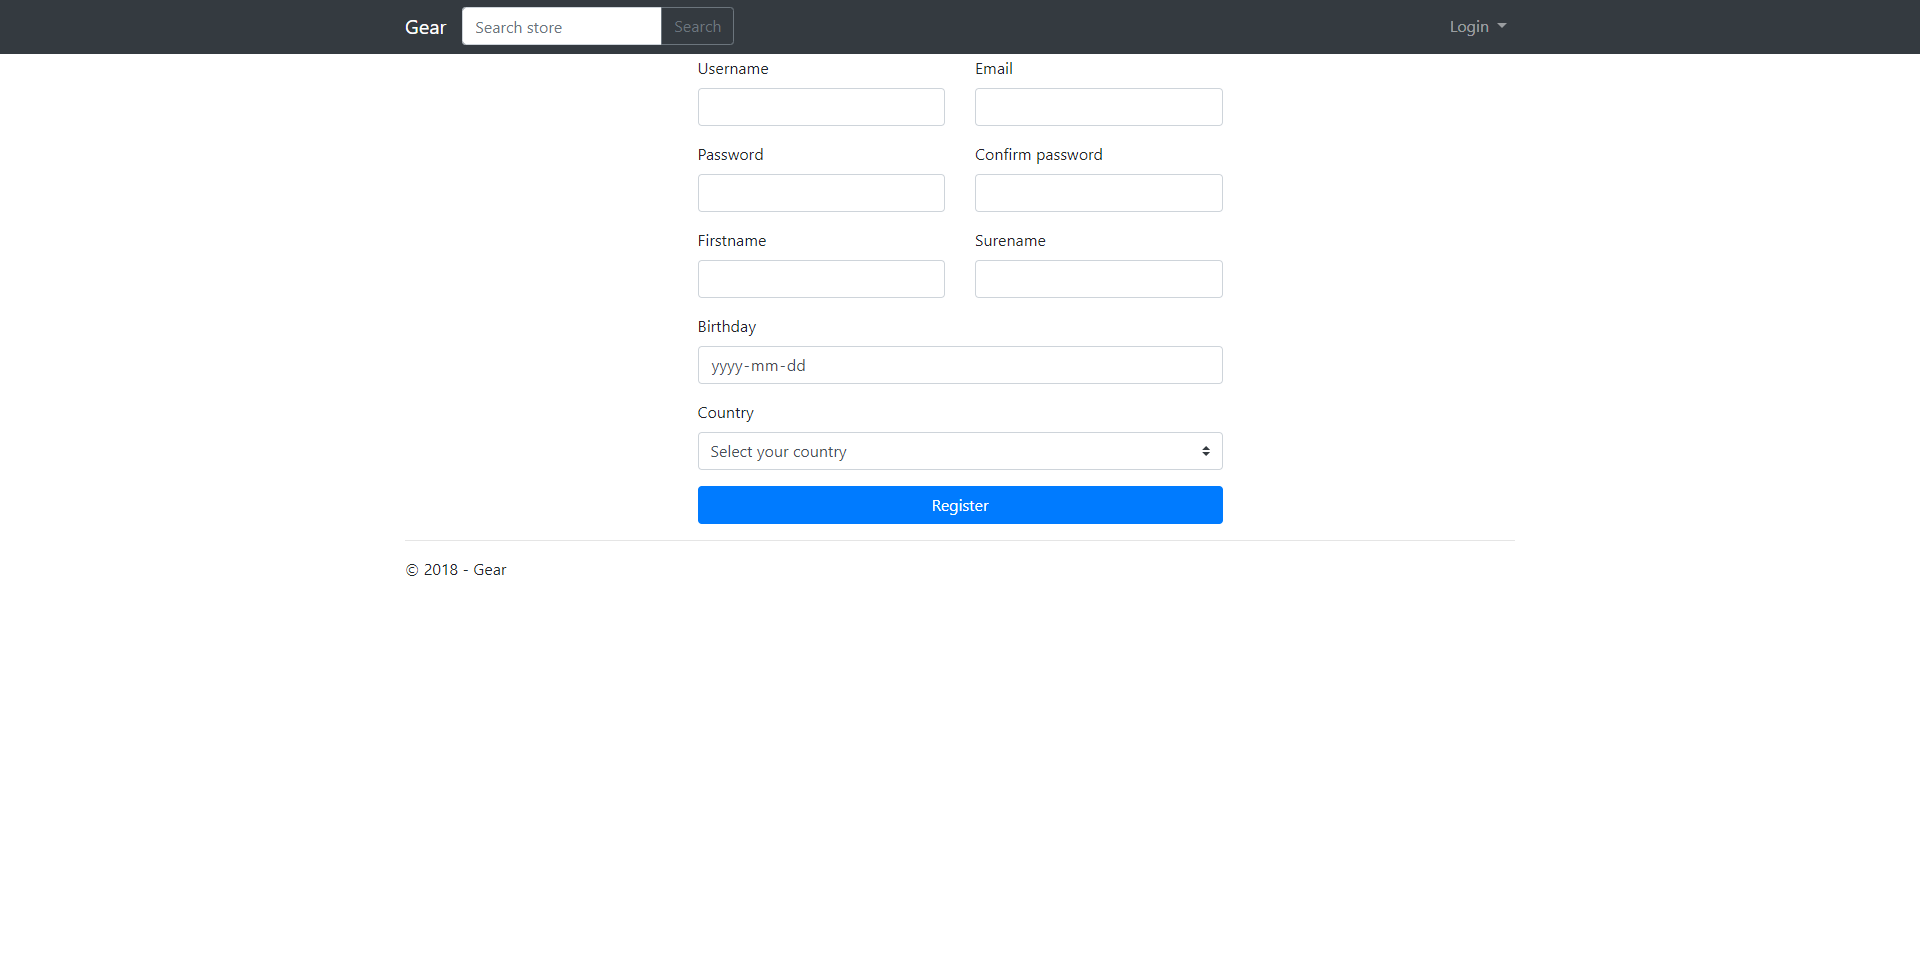 Gear Search store Search Login
Username Email
Password Confirm password
Firstname Surename
Birthday
yyyy-mm-dd
Country
Select your country
Register
© 2018 - Gear